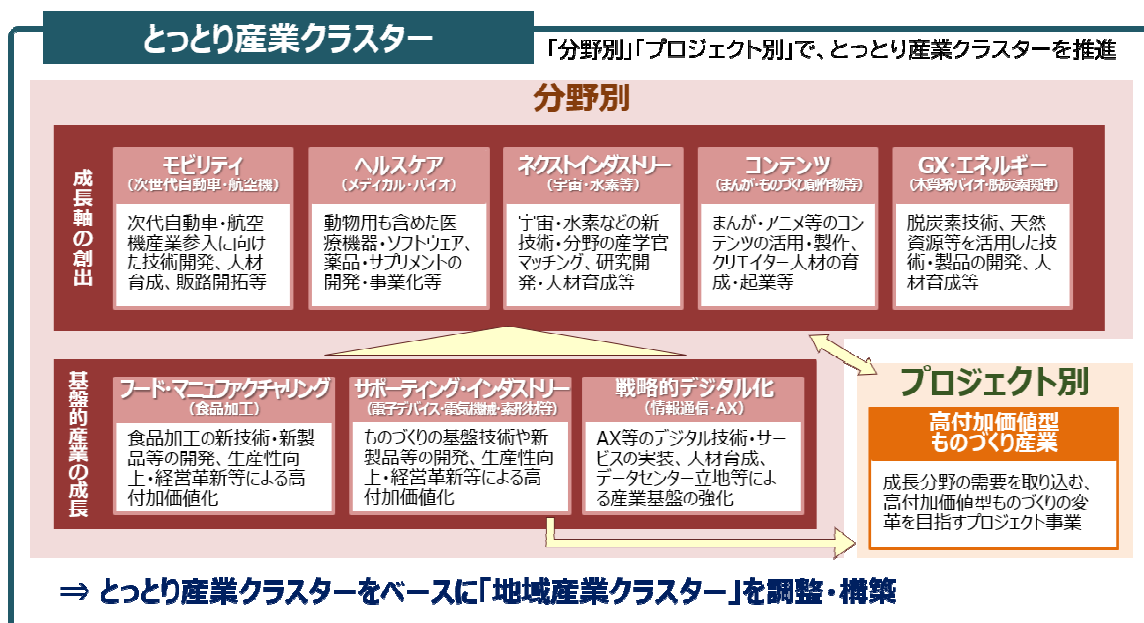 とっとり産業クラスター
「分野別」「プロジェクト別」で、とっとり産業クラスターを推進
分野別
成長軸の創出
モビリティ
(次世代自動車・航空機)
次代自動車・航空
機産業参入に向け
た技術開発、人材
育成、販路開拓等
ヘルスケア
(メディカル・バイオ)
動物用も含めた医
療機器・ソフトウェア、
薬品・サプリメントの
開発・事業化等
ネクストインダストリー
(宇宙・水素等)
宇宙・水素などの新
技術・分野の産学官
マッチング、研究開
発・人材育成等
コンテンツ
(まんが・ものづくり創作物等)
まんが・アニメ等のコン
テンツの活用・製作、
クリエイター人材の育
成・起業等
GX・エネルギー
(木質系バイオ・脱炭素関連)
脱炭素技術、天然
資源等を活用した技
術・製品の開発、人
材育成等
基盤的産業の成長
フード・マニュファクチャリング
(食品加工)
食品加工の新技術・新製
品等の開発、生産性向
上・経営革新等による高
付加価値化
サポーティング・インダストリー
(電子デバイス・電気機械・素形材等)
ものづくりの基盤技術や新
製品等の開発、生産性向
上・経営革新等による高
付加価値化
戦略的デジタル化
(情報通信・AX)
AX等のデジタル技術・サー
ビスの実装、人材育成、
データセンター立地等によ
る産業基盤の強化
プロジェクト別
高付加価値型
ものづくり産業
成長分野の需要を取り込む、
高付加価値型ものづくりの変
革を目指すプロジェクト事業
⇒ とっとり産業クラスターをベースに「地域産業クラスター」を調整・構築